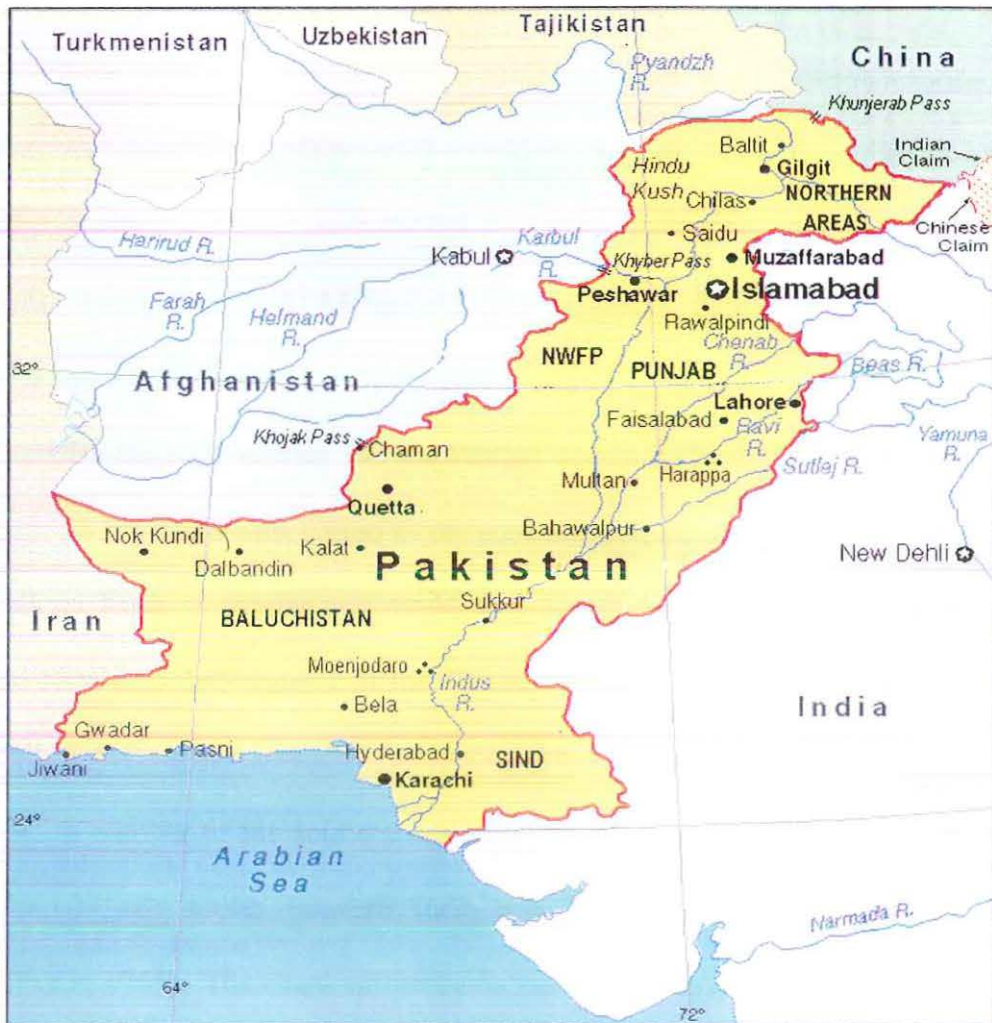 Turkmenistan
Uzbekistan
Tajikistan
Pyandzh
R.
China
Khunjerab Pass
Indian
Claim
Baltit
Gilgit
Hindu
Kush
Chilas
NORTHERN
AREAS
Chinese
Claim
Harirud R.
Kabul
Karbul
R.
Saidu
Khyber Pass
Muzaffarabad
Peshawar
Islamabad
Rawalpindi
Farah
R.
Helmand
R.
Chenab
R.
NWFP
PUNJAB
Beas R.
32°
Afghanistan
Lahore
Faisalabad
Ravi
R.
Yamuna
R.
Khojak Pass
Chaman
Harappa
Sutlej R.
Multan
Quetta
Bahawalpur
Nok Kundi
Dalbandin
Kalat
Pakistan
New Dehli
Iran
BALUCHISTAN
Sukkur
Moenjodaro
Indus
R.
Bela
India
Gwadar
Pasni
Jiwani
Hyderabad
SIND
Karachi
24°
Arabian
Sea
Narmada R.
64°
72°